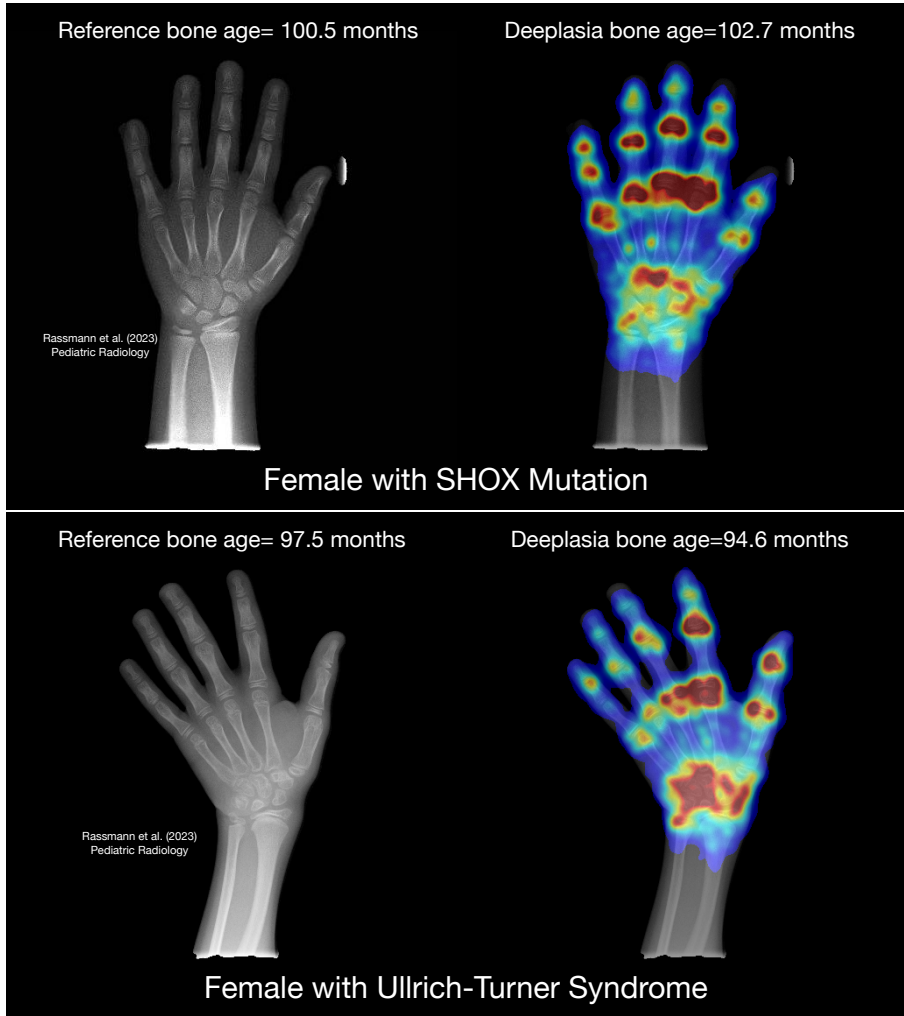 Reference bone age= 100.5 months
Deeplasia bone age=102.7 months
Rassmann et al. (2023)
Pediatric Radiology
Female with SHOX Mutation
Reference bone age= 97.5 months
Deeplasia bone age=94.6 months
Rassmann et al. (2023)
Pediatric Radiology
Female with Ullrich-Turner Syndrome